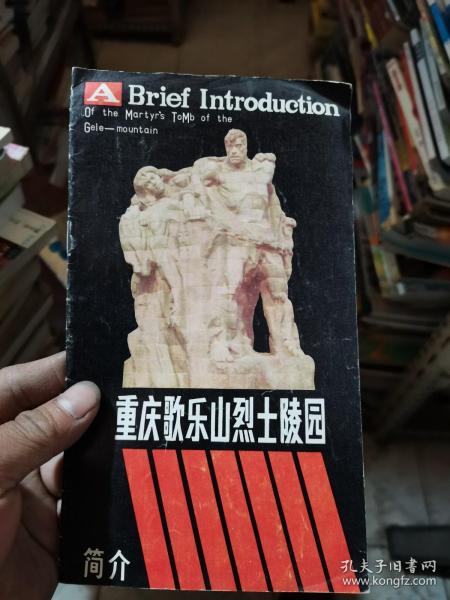 A Brief Introduction
Of the Martyr's ToMb of the
Gele—mountain
重庆歌乐山烈士陵园
简介
孔夫子旧书网
www.kongfz.com